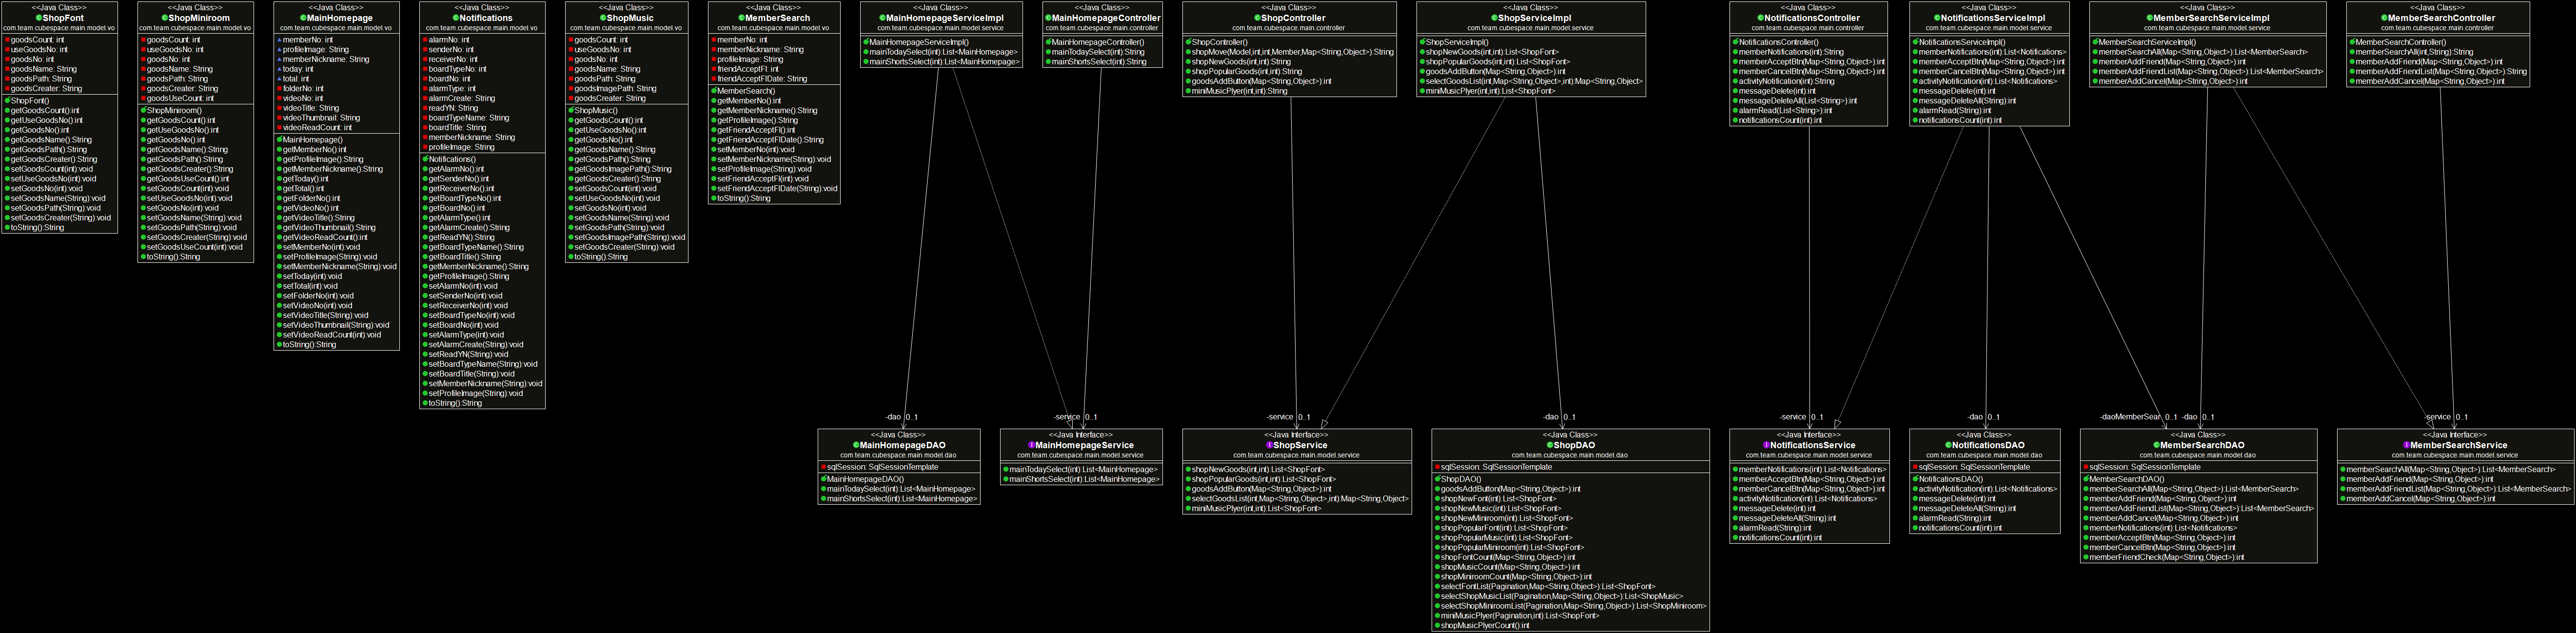 <<Java Class>>
ShopFont
com.team.cubespace.main.model.vo
goodsCount: int
useGoodsNo: int
goodsNo: int
goodsName: String
goodsPath: String
goodsCreater: String
ShopFont()
getGoodsCount():int
getUseGoodsNo():int
getGoodsNo():int
getGoodsName():String
getGoodsPath():String
getGoodsCreater():String
setGoodsCount(int):void
setUseGoodsNo(int):void
setGoodsNo(int):void
setGoodsName(String):void
setGoodsPath(String):void
setGoodsCreater(String):void
toString():String
<<Java Class>>
ShopMiniroom
com.team.cubespace.main.model.vo
goodsCount: int
useGoodsNo: int
goodsNo: int
goodsName: String
goodsPath: String
goodsCreater: String
goodsUseCount: int
ShopMiniroom()
getGoodsCount():int
getUseGoodsNo():int
getGoodsNo():int
getGoodsName():String
getGoodsPath():String
getGoodsCreater():String
getGoodsUseCount():int
setGoodsCount(int):void
setUseGoodsNo(int):void
setGoodsNo(int):void
setGoodsName(String):void
setGoodsPath(String):void
setGoodsCreater(String):void
setGoodsUseCount(int):void
toString():String
<<Java Class>>
MainHomepage
com.team.cubespace.main.model.vo
memberNo: int
profileImage: String
memberNickname: String
today: int
total: int
folderNo: int
videoNo: int
videoTitle: String
videoThumbnail: String
videoReadCount: int
MainHomepage()
getMemberNo():int
getProfileImage():String
getMemberNickname():String
getToday():int
getTotal():int
getFolderNo():int
getVideoNo():int
getVideoTitle():String
getVideoThumbnail():String
getVideoReadCount():int
setMemberNo(int):void
setProfileImage(String):void
setMemberNickname(String):void
setToday(int):void
setTotal(int):void
setFolderNo(int):void
setVideoNo(int):void
setVideoTitle(String):void
setVideoThumbnail(String):void
setVideoReadCount(int):void
toString():String
<<Java Class>>
Notifications
com.team.cubespace.main.model.vo
alarmNo: int
senderNo: int
receiverNo: int
boardTypeNo: int
boardNo: int
alarmType: int
alarmCreate: String
readYN: String
boardTypeName: String
boardTitle: String
memberNickname: String
profileImage: String
Notifications()
getAlarmNo():int
getSenderNo():int
getReceiverNo():int
getBoardTypeNo():int
getBoardNo():int
getAlarmType():int
getAlarmCreate():String
getReadYN():String
getBoardTypeName():String
getBoardTitle():String
getMemberNickname():String
getProfileImage():String
setAlarmNo(int):void
setSenderNo(int):void
setReceiverNo(int):void
setBoardTypeNo(int):void
setBoardNo(int):void
setAlarmType(int):void
setAlarmCreate(String):void
setReadYN(String):void
setBoardTypeName(String):void
setBoardTitle(String):void
setMemberNickname(String):void
setProfileImage(String):void
toString():String
<<Java Class>>
ShopMusic
com.team.cubespace.main.model.vo
goodsCount: int
useGoodsNo: int
goodsNo: int
goodsName: String
goodsPath: String
goodsImagePath: String
goodsCreater: String
ShopMusic()
getGoodsCount():int
getUseGoodsNo():int
getGoodsNo():int
getGoodsName():String
getGoodsPath():String
getGoodsImagePath():String
getGoodsCreater():String
setGoodsCount(int):void
setUseGoodsNo(int):void
setGoodsNo(int):void
setGoodsName(String):void
setGoodsPath(String):void
setGoodsImagePath(String):void
setGoodsCreater(String):void
toString():String
<<Java Class>>
MemberSearch
com.team.cubespace.main.model.vo
memberNo: int
memberNickname: String
profileImage: String
friendAcceptFl: int
friendAcceptFlDate: String
MemberSearch()
getMemberNo():int
getMemberNickname():String
getProfileImage():String
getFriendAcceptFl():int
getFriendAcceptFlDate():String
setMemberNo(int):void
setMemberNickname(String):void
setProfileImage(String):void
setFriendAcceptFl(int):void
setFriendAcceptFlDate(String):void
toString():String
<<Java Class>>
MainHomepageServiceImpl
com.team.cubespace.main.model.service
MainHomepageServiceImpl()
mainTodaySelect(int):List<MainHomepage>
mainShortsSelect(int):List<MainHomepage>
<<Java Class>>
MainHomepageController
com.team.cubespace.main.controller
MainHomepageController()
mainTodaySelect(int):String
mainShortsSelect(int):String
<<Java Class>>
ShopController
com.team.cubespace.main.controller
ShopController()
shopMove(Model,int,int,Member,Map<String,Object>):String
shopNewGoods(int,int):String
shopPopularGoods(int,int):String
goodsAddButton(Map<String,Object>):int
miniMusicPlyer(int,int):String
<<Java Class>>
ShopServiceImpl
com.team.cubespace.main.model.service
ShopServiceImpl()
shopNewGoods(int,int):List<ShopFont>
shopPopularGoods(int,int):List<ShopFont>
goodsAddButton(Map<String,Object>):int
selectGoodsList(int,Map<String,Object>,int):Map<String,Object>
miniMusicPlyer(int,int):List<ShopFont>
<<Java Class>>
NotificationsController
com.team.cubespace.main.controller
NotificationsController()
memberNotifications(int):String
memberAcceptBtn(Map<String,Object>):int
memberCancelBtn(Map<String,Object>):int
activityNotification(int):String
messageDelete(int):int
messageDeleteAll(List<String>):int
alarmRead(List<String>):int
notificationsCount(int):int
<<Java Class>>
NotificationsServiceImpl
com.team.cubespace.main.model.service
NotificationsServiceImpl()
memberNotifications(int):List<Notifications>
memberAcceptBtn(Map<String,Object>):int
memberCancelBtn(Map<String,Object>):int
activityNotification(int):List<Notifications>
messageDelete(int):int
messageDeleteAll(String):int
alarmRead(String):int
notificationsCount(int):int
<<Java Class>>
MemberSearchServiceImpl
com.team.cubespace.main.model.service
MemberSearchServiceImpl()
memberSearchAll(Map<String,Object>):List<MemberSearch>
memberAddFriend(Map<String,Object>):int
memberAddFriendList(Map<String,Object>):List<MemberSearch>
memberAddCancel(Map<String,Object>):int
<<Java Class>>
MemberSearchController
com.team.cubespace.main.controller
MemberSearchController()
memberSearchAll(int,String):String
memberAddFriend(Map<String,Object>):int
memberAddFriendList(Map<String,Object>):String
memberAddCancel(Map<String,Object>):int
-dao 0..1
-service 0..1
-service 0..1
-dao 0..1
-service 0..1
-dao 0..1
-daoMemberSear 0..1
-dao 0..1
-service 0..1
<<Java Class>>
MainHomepageDAO
com.team.cubespace.main.model.dao
sqlSession: SqlSessionTemplate
MainHomepageDAO()
mainTodaySelect(int):List<MainHomepage>
mainShortsSelect(int):List<MainHomepage>
<<Java Interface>>
MainHomepageService
com.team.cubespace.main.model.service
mainTodaySelect(int):List<MainHomepage>
mainShortsSelect(int):List<MainHomepage>
<<Java Interface>>
ShopService
com.team.cubespace.main.model.service
shopNewGoods(int,int):List<ShopFont>
shopPopularGoods(int,int):List<ShopFont>
goodsAddButton(Map<String,Object>):int
selectGoodsList(int,Map<String,Object>,int):Map<String,Object>
miniMusicPlyer(int,int):List<ShopFont>
<<Java Class>>
ShopDAO
com.team.cubespace.main.model.dao
sqlSession: SqlSessionTemplate
ShopDAO()
goodsAddButton(Map<String,Object>):int
shopNewFont(int):List<ShopFont>
shopNewMusic(int):List<ShopFont>
shopNewMiniroom(int):List<ShopFont>
shopPopularFont(int):List<ShopFont>
shopPopularMusic(int):List<ShopFont>
shopPopularMiniroom(int):List<ShopFont>
shopFontCount(Map<String,Object>):int
shopMusicCount(Map<String,Object>):int
shopMiniroomCount(Map<String,Object>):int
selectFontList(Pagination,Map<String,Object>):List<ShopFont>
selectShopMusicList(Pagination,Map<String,Object>):List<ShopMusic>
selectShopMiniroomList(Pagination,Map<String,Object>):List<ShopMiniroom>
miniMusicPlyer(Pagination,int):List<ShopFont>
shopMusicPlyerCount():int
<<Java Interface>>
NotificationsService
com.team.cubespace.main.model.service
memberNotifications(int):List<Notifications>
memberAcceptBtn(Map<String,Object>):int
memberCancelBtn(Map<String,Object>):int
activityNotification(int):List<Notifications>
messageDelete(int):int
messageDeleteAll(String):int
alarmRead(String):int
notificationsCount(int):int
<<Java Class>>
NotificationsDAO
com.team.cubespace.main.model.dao
sqlSession: SqlSessionTemplate
NotificationsDAO()
activityNotification(int):List<Notifications>
messageDelete(int):int
messageDeleteAll(String):int
alarmRead(String):int
notificationsCount(int):int
<<Java Class>>
MemberSearchDAO
com.team.cubespace.main.model.dao
sqlSession: SqlSessionTemplate
MemberSearchDAO()
memberSearchAll(Map<String,Object>):List<MemberSearch>
memberAddFriend(Map<String,Object>):int
memberAddFriendList(Map<String,Object>):List<MemberSearch>
memberAddCancel(Map<String,Object>):int
memberNotifications(int):List<Notifications>
memberAcceptBtn(Map<String,Object>):int
memberCancelBtn(Map<String,Object>):int
memberFriendCheck(Map<String,Object>):int
<<Java Interface>>
MemberSearchService
com.team.cubespace.main.model.service
memberSearchAll(Map<String,Object>):List<MemberSearch>
memberAddFriend(Map<String,Object>):int
memberAddFriendList(Map<String,Object>):List<MemberSearch>
memberAddCancel(Map<String,Object>):int